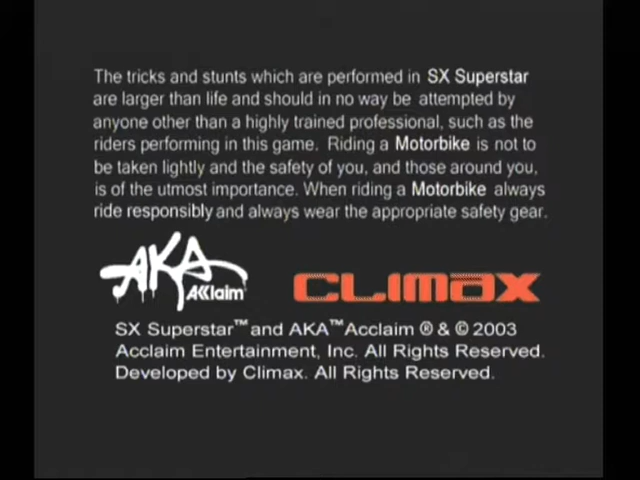 The tricks and stunts which are performed in SX Superstar
are larger than life and should in no way be attempted by
anyone other than a highly trained professional, such as the
riders performing in this game. Riding a Motorbike is not to
be taken lightly and the safety of you, and those around you,
is of the utmost importance. When riding a Motorbike always
ride responsibly and always wear the appropriate safety gear.
AKA
Acclaim
CLIMAX
SX Superstar™ and AKA™ Acclaim ® & © 2003
Acclaim Entertainment, Inc. All Rights Reserved.
Developed by Climax. All Rights Reserved.